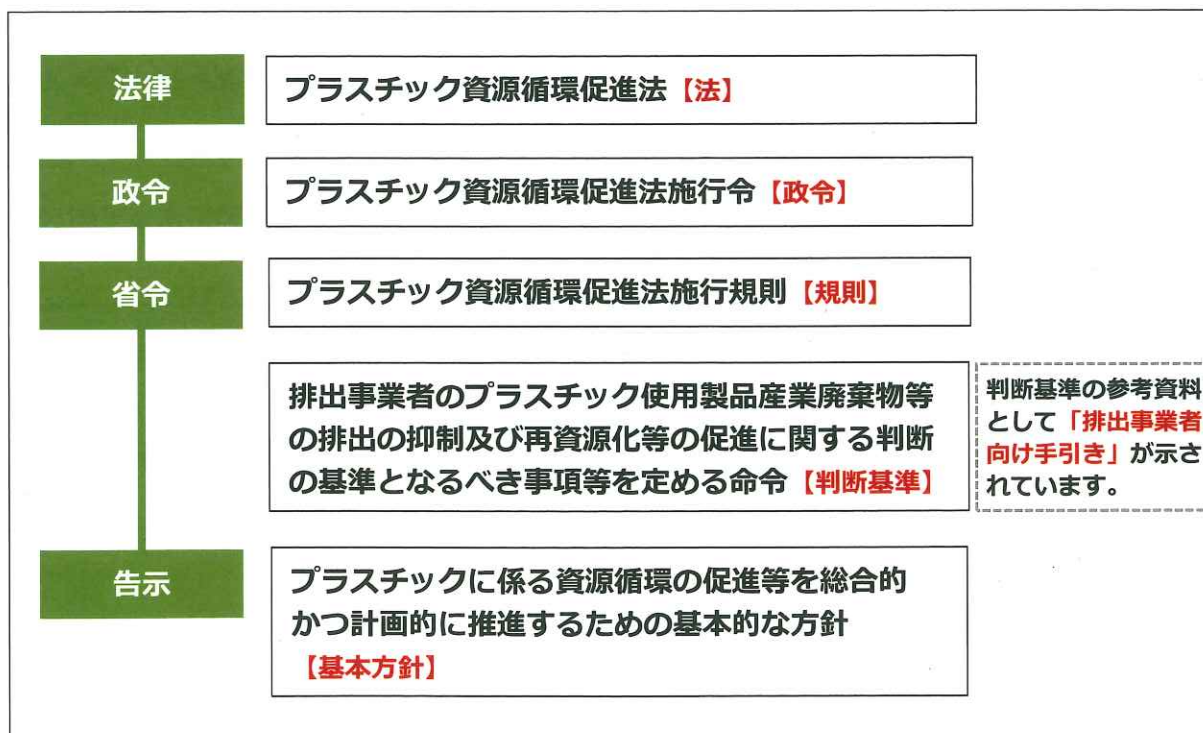 法律
プラスチック資源循環促進法【法】
政令
プラスチック資源循環促進法施行令【政令】
省令
プラスチック資源循環促進法施行規則【規則】
排出事業者のプラスチック使用製品産業廃棄物等
の排出の抑制及び再資源化等の促進に関する判断
の基準となるべき事項等を定める命令【判断基準】
判断基準の参考資料
として「排出事業者
向け手引き」が示さ
れています。
告示
プラスチックに係る資源循環の促進等を総合的
かつ計画的に推進するための基本的な方針
【基本方針】